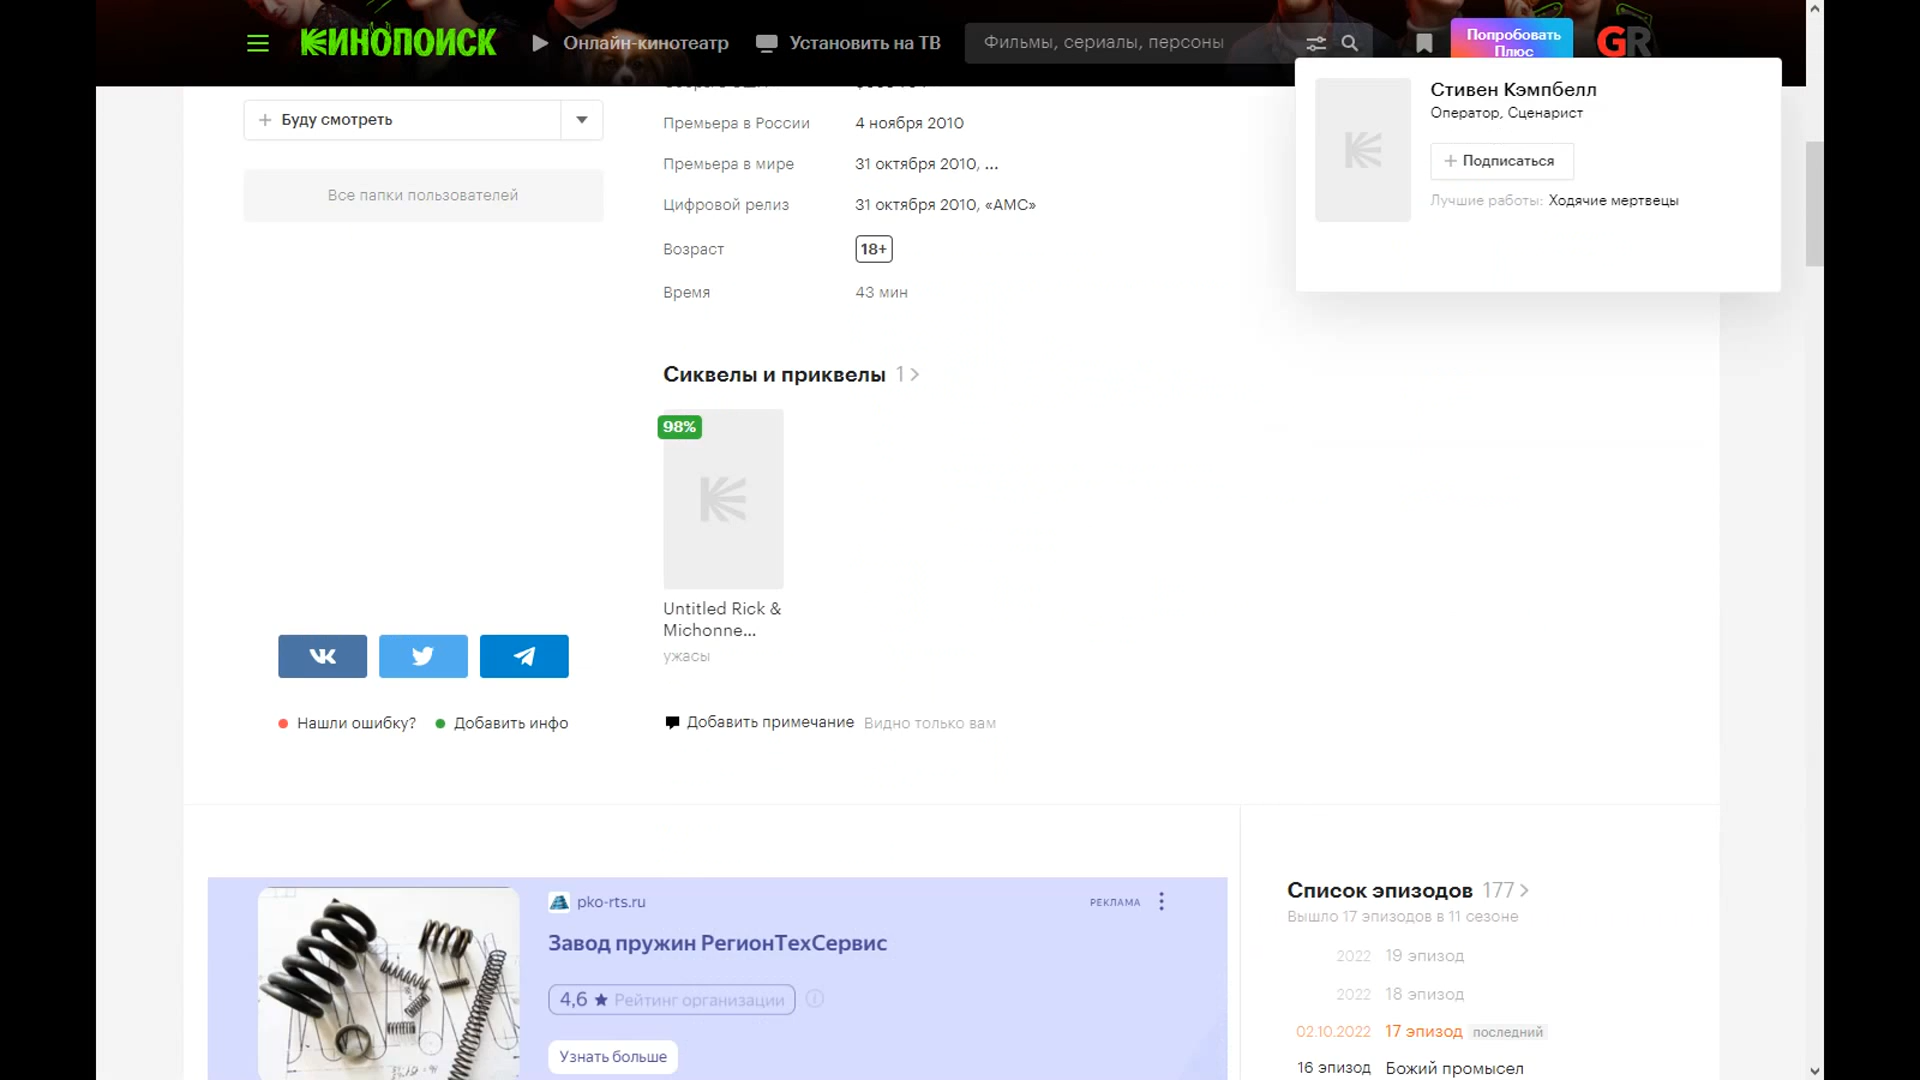 КИНОПОИСК
Онлайн-кинотеатр
Установить на ТВ
Фильмы, сериалы, персоны
Попробовать
Плюс
GR
Буду смотреть
Все папки пользователей
Премьера в России 4 ноября 2010
Премьера в мире 31 октября 2010, ...
Цифровой релиз 31 октября 2010, «AMC»
Возраст 18+
Время 43 мин
Стивен Кэмпбелл
Оператор, Сценарист
Подписаться
Лучшие работы: Ходячие мертвецы
Сиквелы и приквелы 1
98%
Untitled Rick &
Michonne...
ужасы
Нашли ошибку?
Добавить инфо
Добавить примечание Видно только вам
pko-rts.ru
РЕКЛАМА
Завод пружин РегионТехСервис
4,6 Рейтинг организации
Узнать больше
Список эпизодов 177
Вышло 17 эпизодов в 11 сезоне
2022 19 эпизод
2022 18 эпизод
02.10.2022 17 эпизод последний
16 эпизод Божий промысел